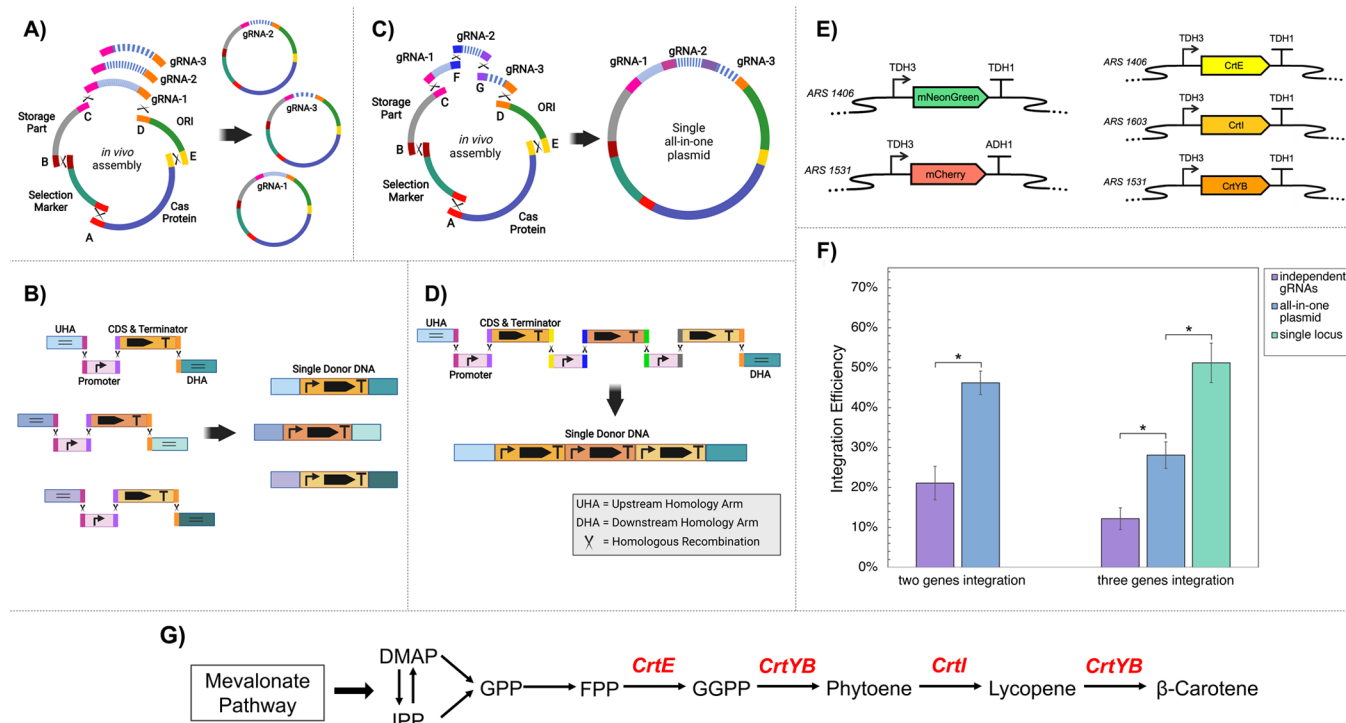 A)
gRNA-3
gRNA-2
gRNA-1
C
D
ORI
Storage
Part
B
E
in vivo
assembly
Selection
Marker
Cas
Protein
A
gRNA-2
gRNA-3
gRNA-1
C)
gRNA-2
gRNA-1
gRNA-3
F
G
C
D
ORI
Storage
Part
B
E
in vivo
assembly
Selection
Marker
Cas
Protein
A
gRNA-1
gRNA-2
gRNA-3
Single
all-in-one
plasmid
E)
TDH3
TDH1
ARS 1406
mNeonGreen
TDH3
ADH1
ARS 1531
mCherry
TDH3
TDH1
ARS 1406
CrtE
TDH3
TDH1
ARS 1603
CrtI
TDH3
TDH1
ARS 1531
CrtYB
B)
UHA
CDS & Terminator
T
Promoter
DHA
T
T
Single Donor DNA
T
T
T
D)
UHA
CDS & Terminator
T
T
T
Promoter
DHA
Single Donor DNA
T
T
T
UHA = Upstream Homology Arm
DHA = Downstream Homology Arm
= Homologous Recombination
F)
Integration Efficiency
70%
60%
50%
40%
30%
20%
10%
0%
*
*
*
two genes integration
three genes integration
independent
gRNAs
all-in-one
plasmid
single locus
G)
Mevalonate
Pathway
DMAP
IPP
GPP
FPP
CrtE
GGPP
CrtYB
Phytoene
CrtI
Lycopene
CrtYB
β-Carotene